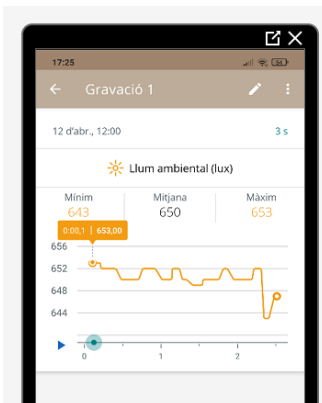 17:25
54
Gravació 1
12 d'abr., 12:00 3 s
Llum ambiental (lux)
Mínim Mitjana Màxim
643 650 653
0:00,1 653,00
656
652
648
644
0 1 2